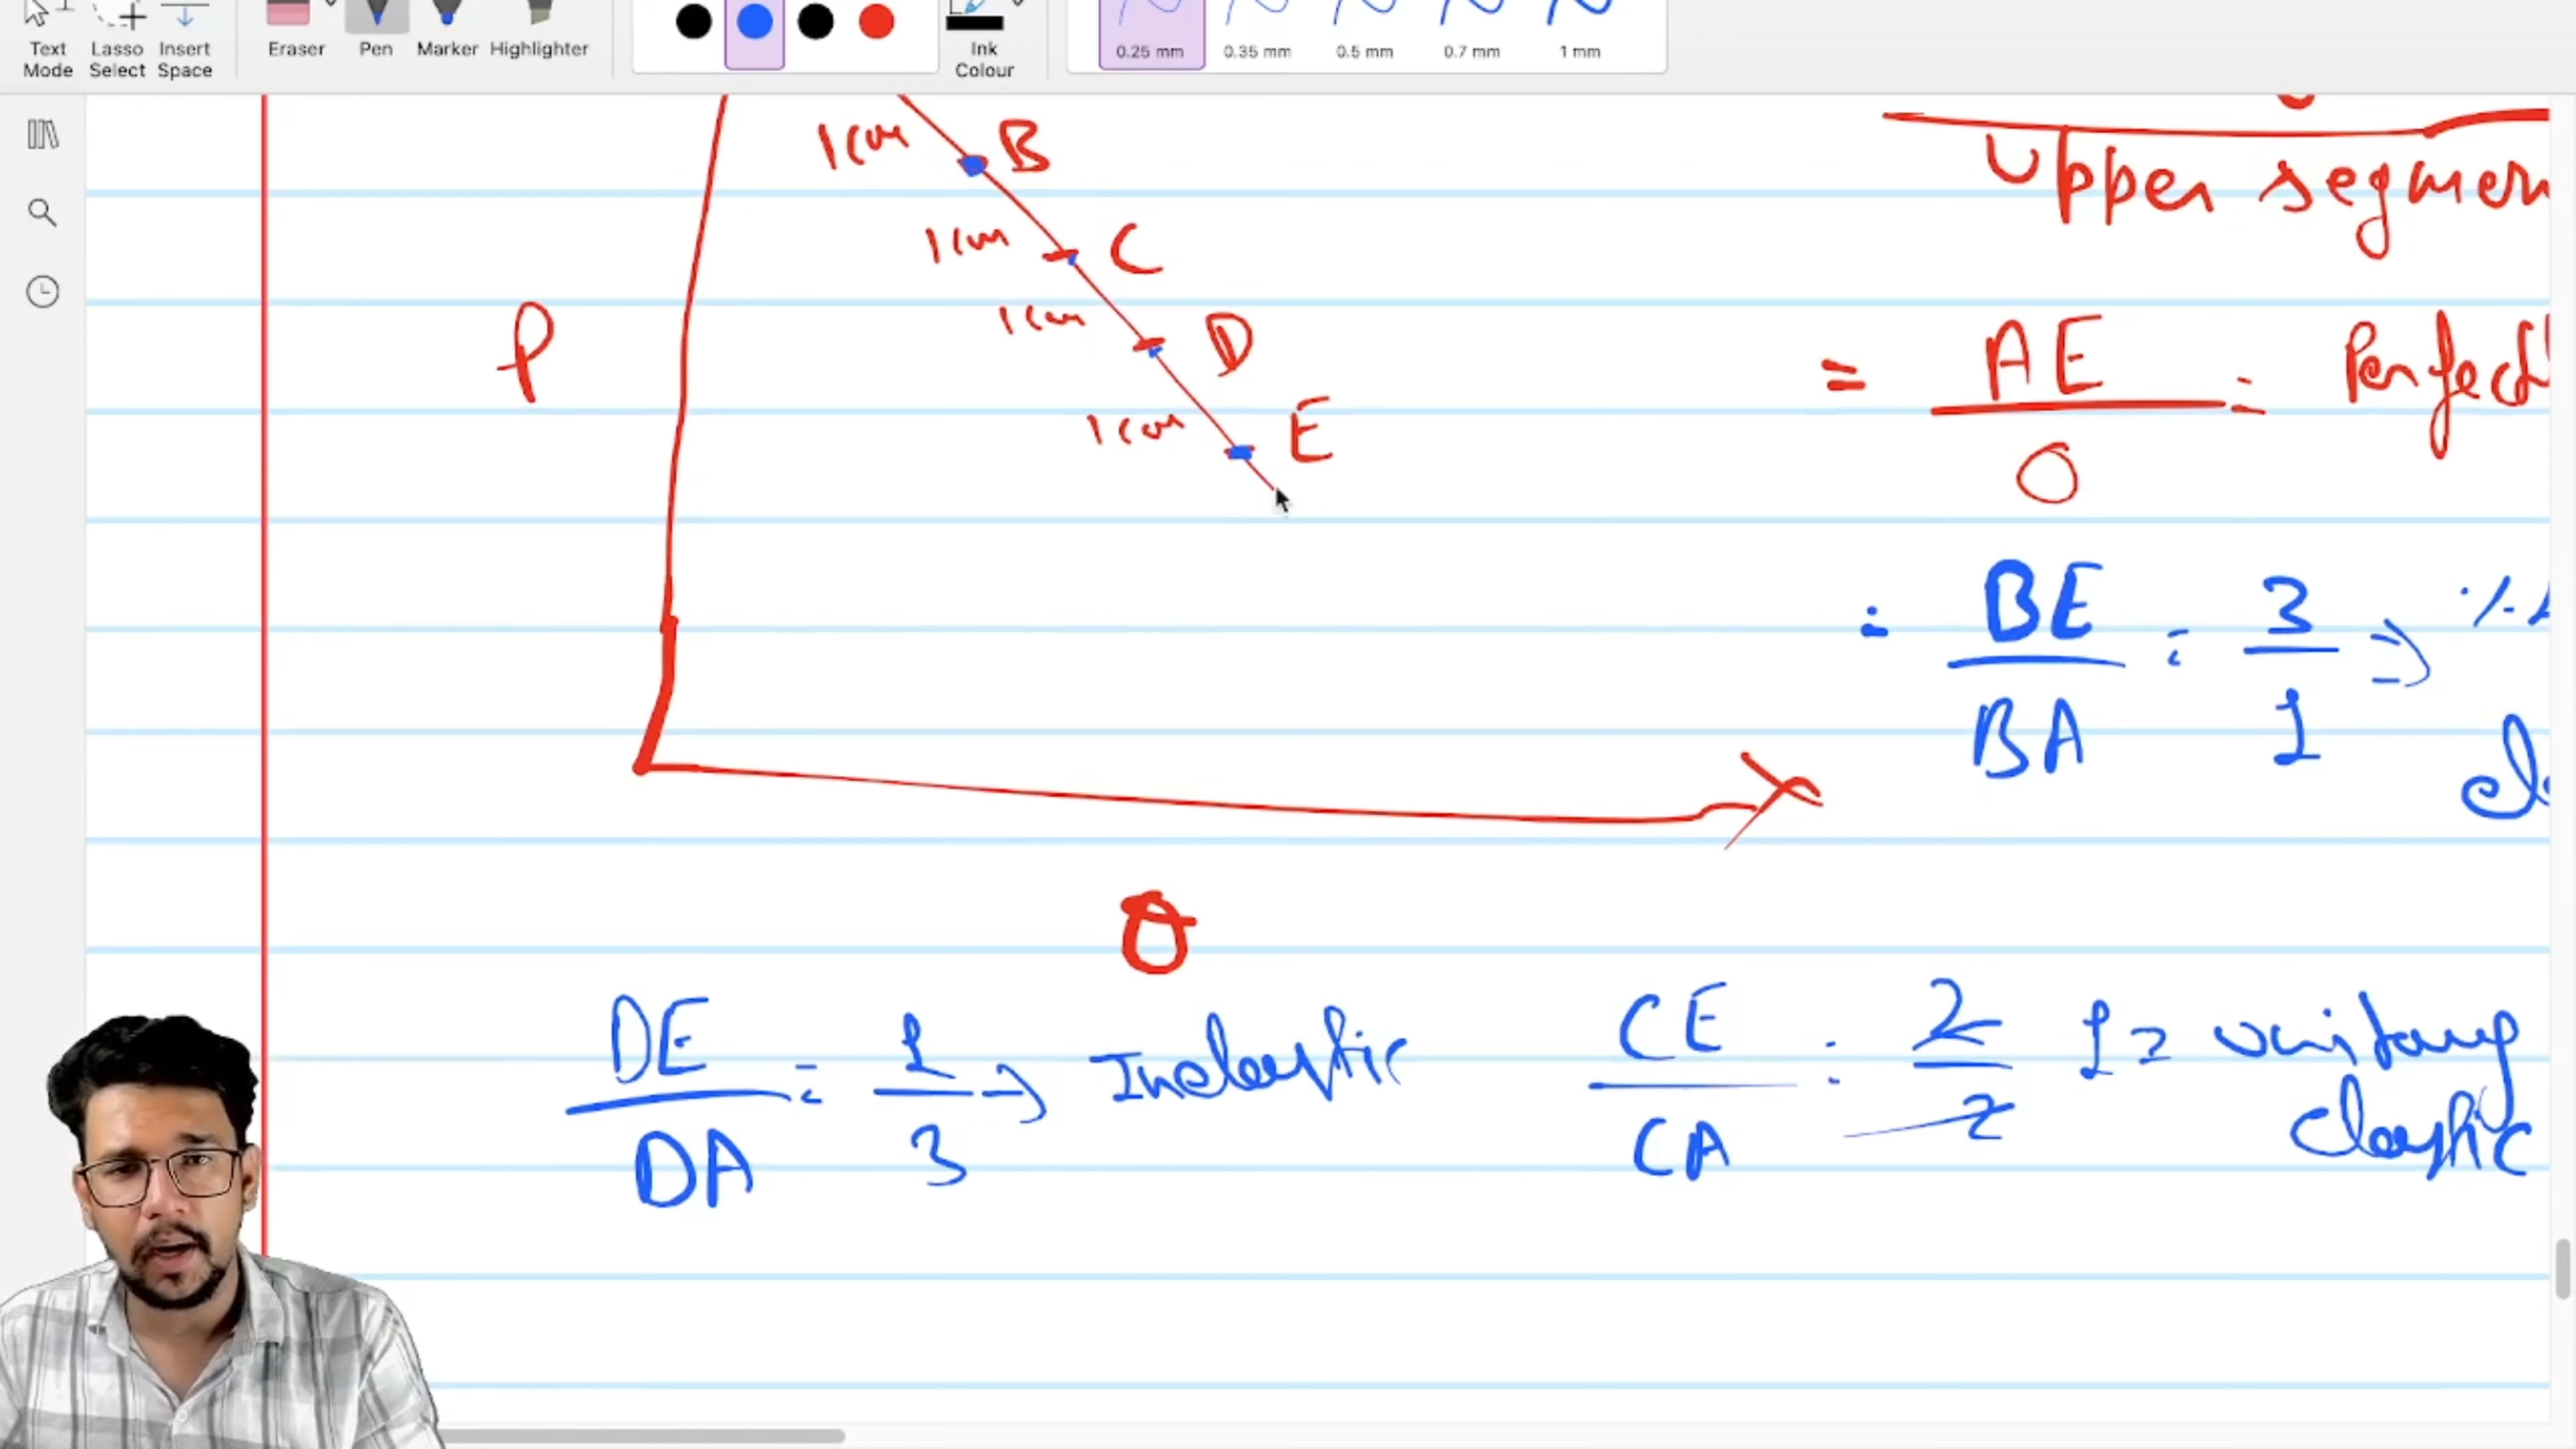 Text Mode
Lasso Select
Insert Space
Eraser
Pen
Marker
Highlighter
Ink Colour
0.25 mm
0.35 mm
0.5 mm
0.7 mm
1 mm
1cm B
1cm C
1cm D
1cm E
P
Upper segmen
= AE / 0 = Perfect
= BE / BA = 3 / 1 =>
Q
DE / DA = 1 / 3 => Inelastic
CE / CA = 2 / 2 1 = unitary elastic